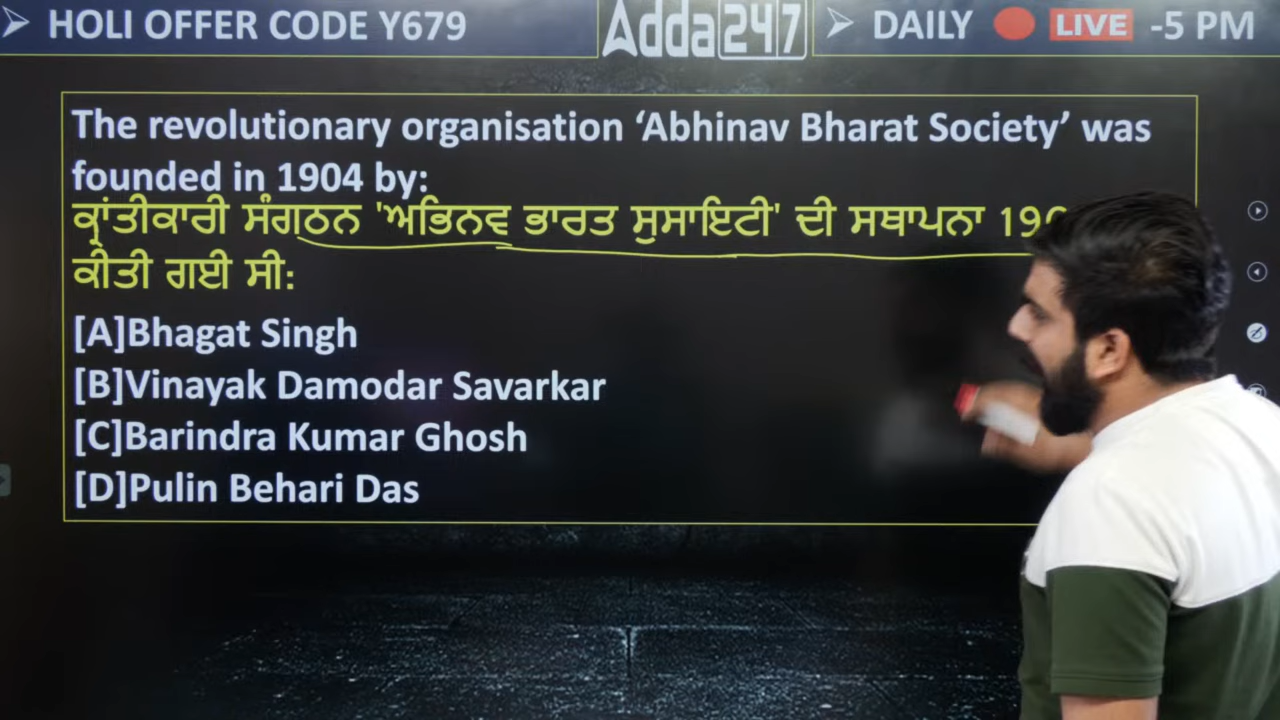 ➢ HOLI OFFER CODE Y679
Adda247
➢ DAILY LIVE -5 PM
The revolutionary organisation ‘Abhinav Bharat Society’ was
founded in 1904 by:
ਕ੍ਰਾਂਤੀਕਾਰੀ ਸੰਗਠਨ 'ਅਭਿਨਵ ਭਾਰਤ ਸੁਸਾਇਟੀ' ਦੀ ਸਥਾਪਨਾ
ਕੀਤੀ ਗਈ ਸੀ:
[A]Bhagat Singh
[B]Vinayak Damodar Savarkar
[C]Barindra Kumar Ghosh
[D]Pulin Behari Das